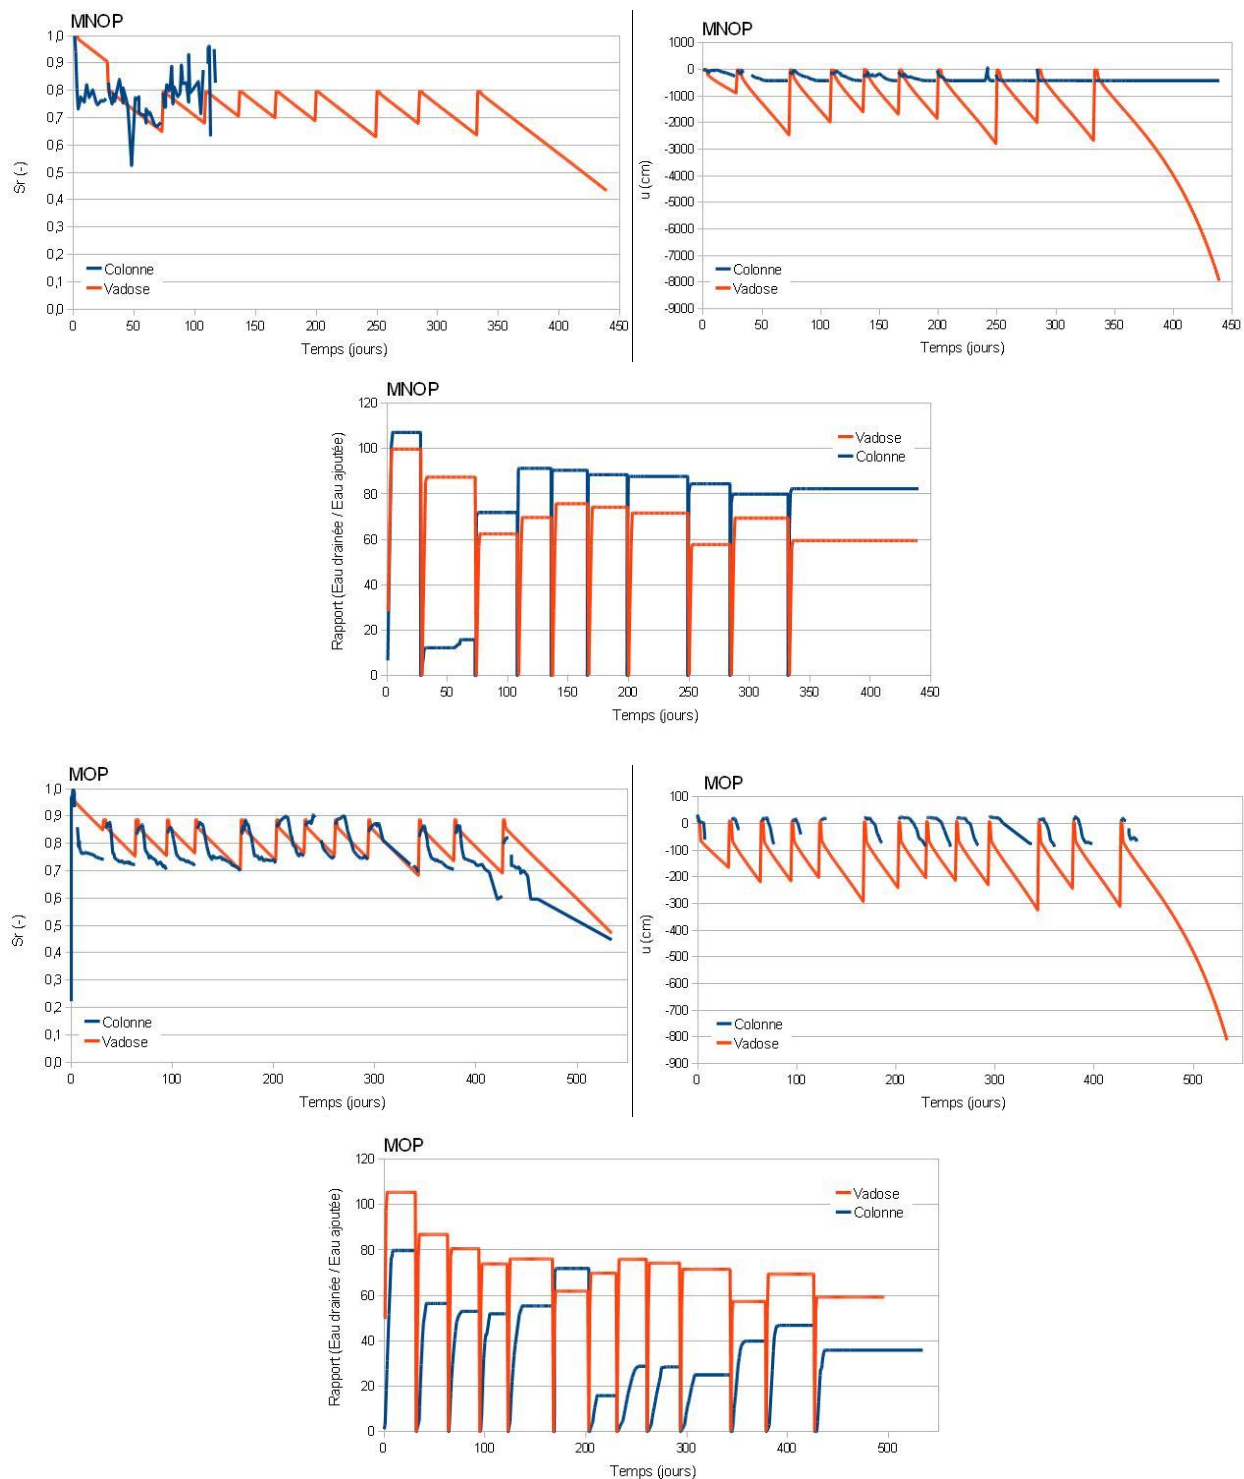 MNOP
1,0
0,9
0,8
0,7
0,6
0,5
0,4
0,3
0,2
0,1
0,0
Sr (-)
Colonne
Vadose
0 50 100 150 200 250 300 350 400 450
Temps (jours)
MNOP
1000
0
-1000
-2000
-3000
-4000
-5000
-6000
-7000
-8000
-9000
u (cm)
Colonne
Vadose
0 50 100 150 200 250 300 350 400 450
Temps (jours)
MNOP
120
100
80
60
40
20
0
Rapport (Eau drainée / Eau ajoutée)
Vadose
Colonne
0 50 100 150 200 250 300 350 400 450
Temps (jours)
MOP
1,0
0,9
0,8
0,7
0,6
0,5
0,4
0,3
0,2
0,1
0,0
Sr (-)
Colonne
Vadose
0 100 200 300 400 500
Temps (jours)
MOP
100
0
-100
-200
-300
-400
-500
-600
-700
-800
-900
u (cm)
Colonne
Vadose
0 100 200 300 400 500
Temps (jours)
MOP
120
100
80
60
40
20
0
Rapport (Eau drainée / Eau ajoutée)
Vadose
Colonne
0 100 200 300 400 500
Temps (jours)